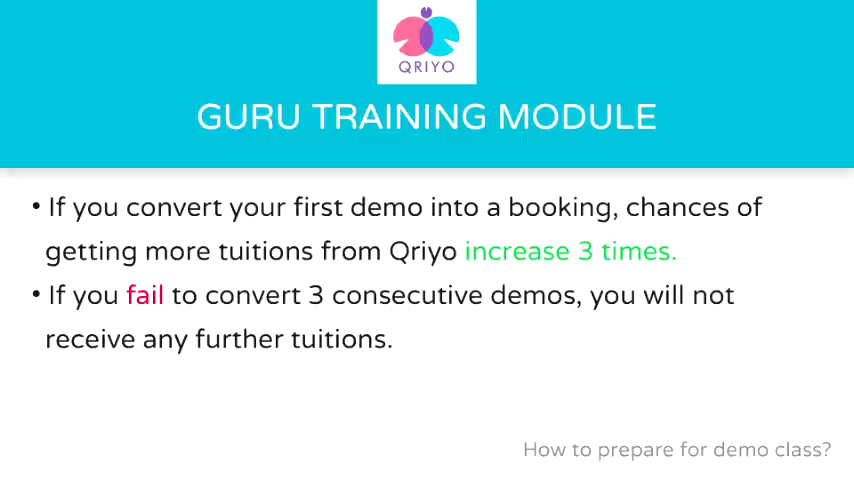 QRIYO
GURU TRAINING MODULE
• If you convert your first demo into a booking, chances of
getting more tuitions from Qriyo increase 3 times.
• If you fail to convert 3 consecutive demos, you will not
receive any further tuitions.
How to prepare for demo class?